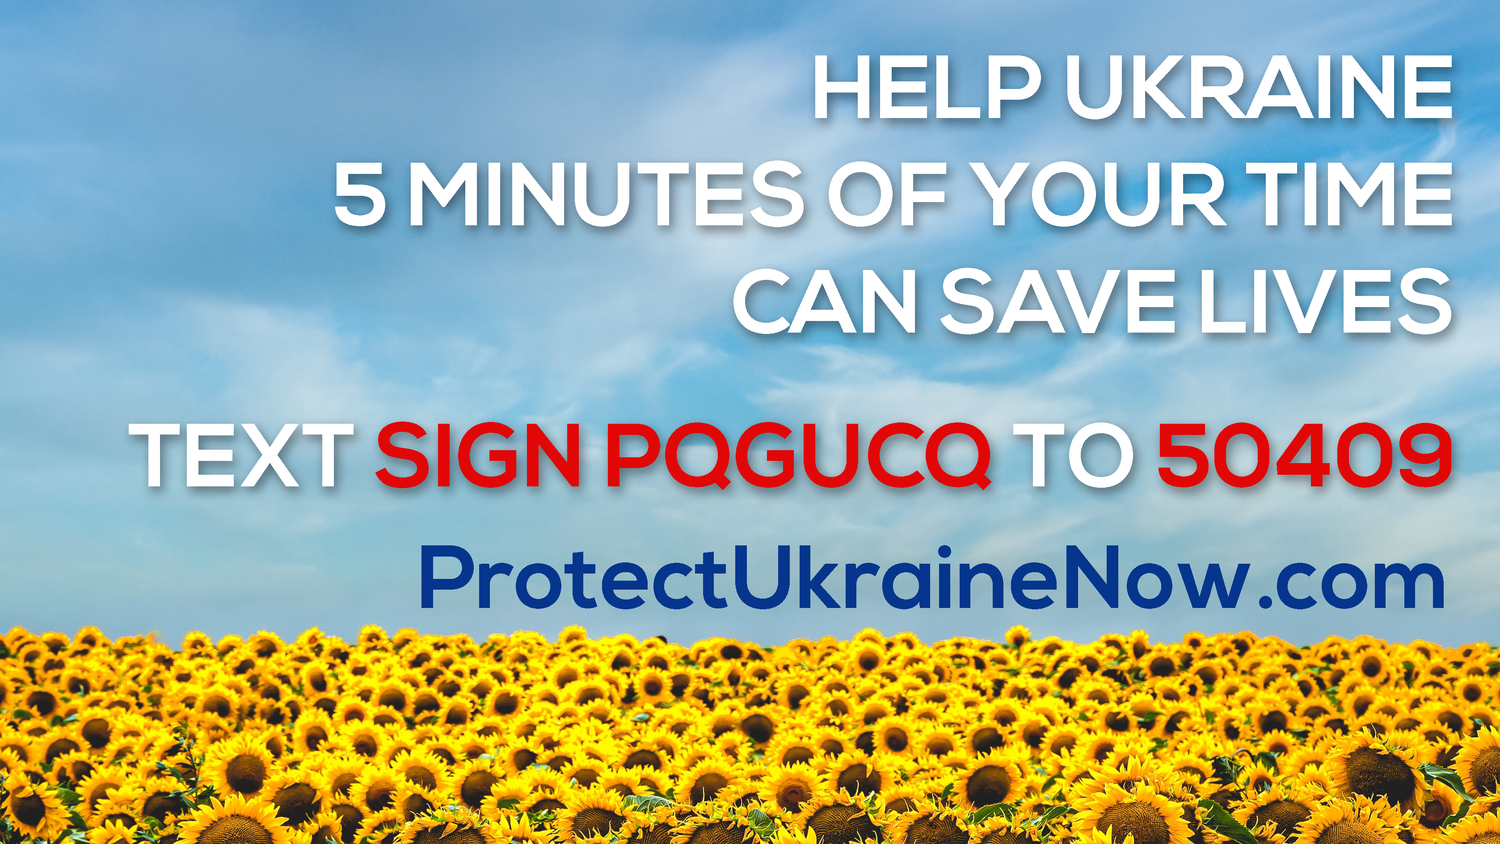 HELP UKRAINE
5 MINUTES OF YOUR TIME
CAN SAVE LIVES
TEXT SIGN PQGUCQ TO 50409
ProtectUkraineNow.com